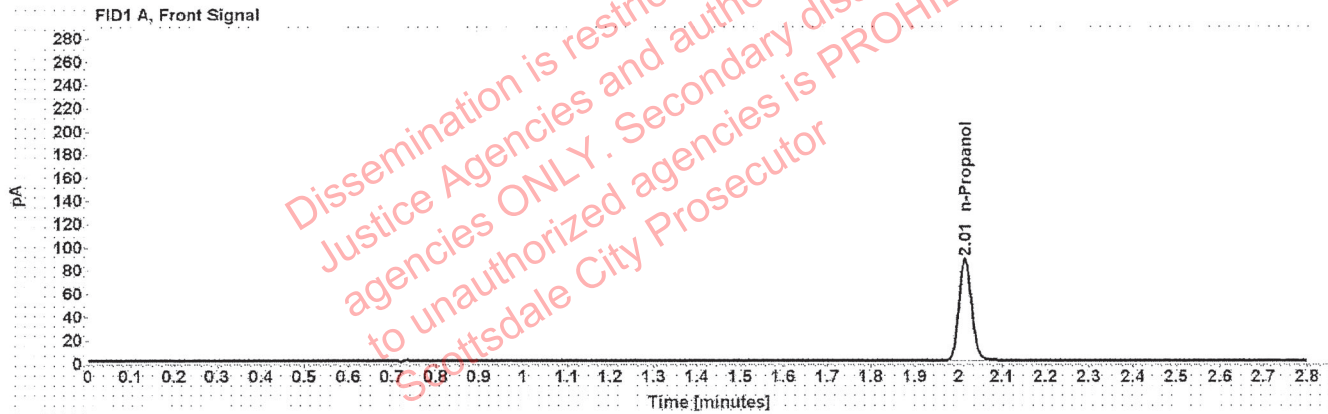 FID1 A, Front Signal
280
260
240
220
200
180
160
140
120
100
80
60
40
20
0
pA
2.01 n-Propanol
0 0.1 0.2 0.3 0.4 0.5 0.6 0.7 0.8 0.9 1 1.1 1.2 1.3 1.4 1.5 1.6 1.7 1.8 1.9 2 2.1 2.2 2.3 2.4 2.5 2.6 2.7 2.8
Time [minutes]
Dissemination is
Justice Agencies and
agencies ONLY. Secondary
to unauthorized agencies is
Scottsdale City Prosecutor